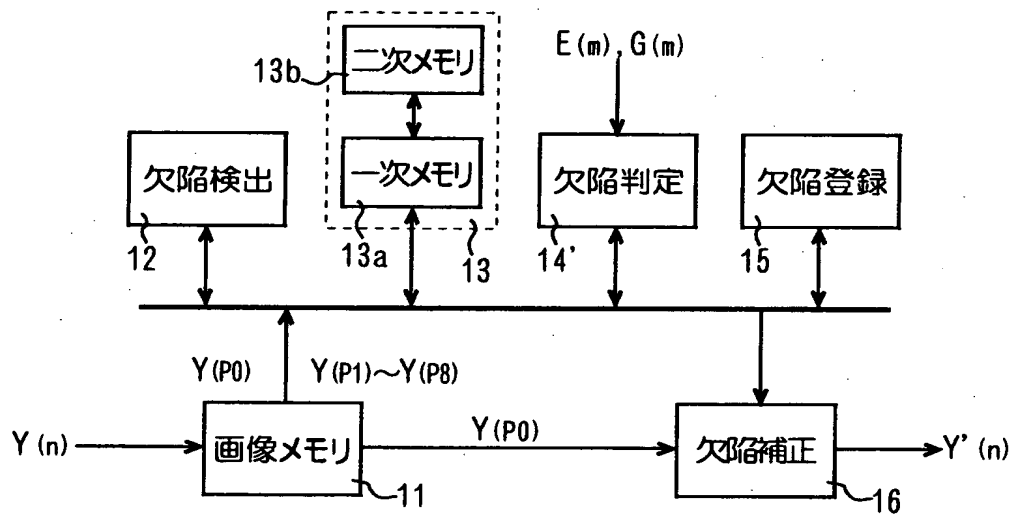 E(m),G(m)
二次メモリ
13b
一次メモリ
欠陥検出
欠陥判定
欠陥登録
12
13a
13
14'
15
Y(P0)
Y(P1)~Y(P8)
Y(n)
画像メモリ
Y(P0)
欠陥補正
Y'(n)
11
16